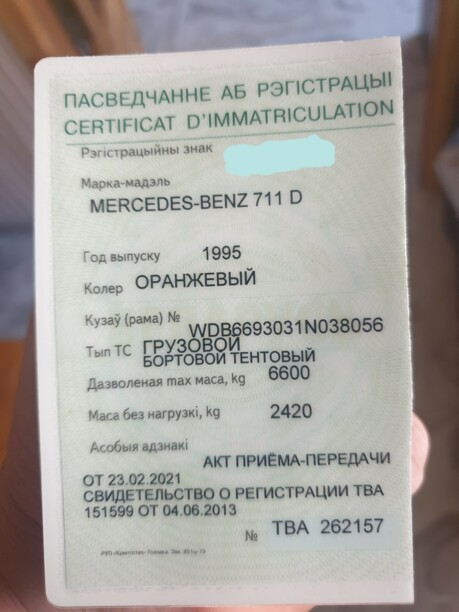 ПАСВЕДЧАННЕ АБ РЭГІСТРАЦЫІ
CERTIFICAT D'IMMATRICULATION
Рэгістрацыйны знак
Марка-мадэль
MERCEDES-BENZ 711 D
Год выпуску 1995
Колер ОРАНЖЕВЫЙ
Кузаў (рама) № WDB6693031N038056
Тып ТС ГРУЗОВОЙ
БОРТОВОЙ ТЕНТОВЫЙ
Дазволеная max маса, kg 6600
Маса без нагрузкі, kg 2420
Асобыя адзнакі
АКТ ПРИЁМА-ПЕРЕДАЧИ
ОТ 23.02.2021
СВИДЕТЕЛЬСТВО О РЕГИСТРАЦИИ ТВА
151599 ОТ 04.06.2013
№ ТВА 262157